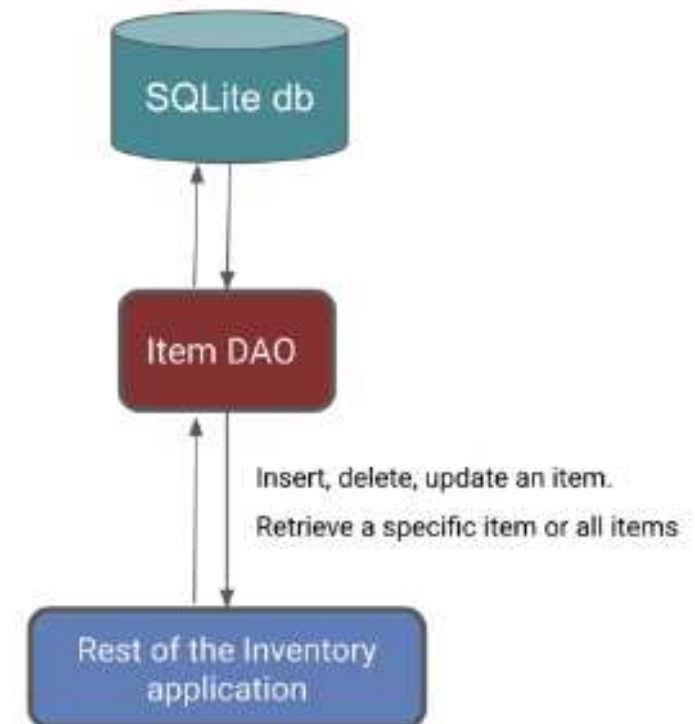 SQLite db
Item DAO
Insert, delete, update an item.
Retrieve a specific item or all items
Rest of the Inventory
application